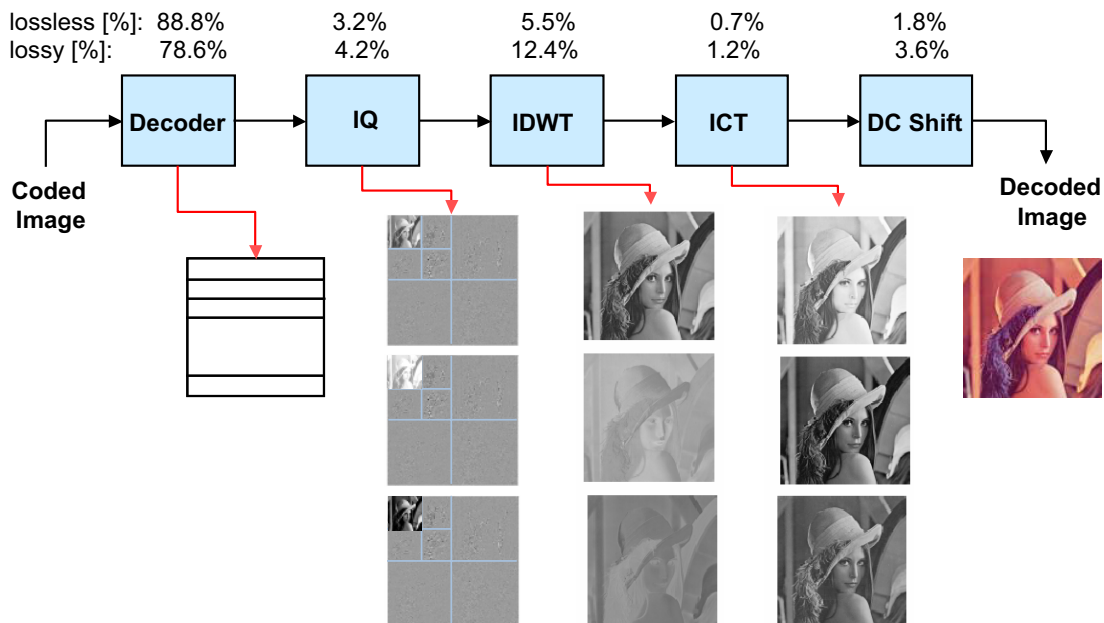 lossless [%]: 88.8% 3.2% 5.5% 0.7% 1.8%
lossy [%]: 78.6% 4.2% 12.4% 1.2% 3.6%
Decoder IQ IDWT ICT DC Shift
Coded
Image
Decoded
Image